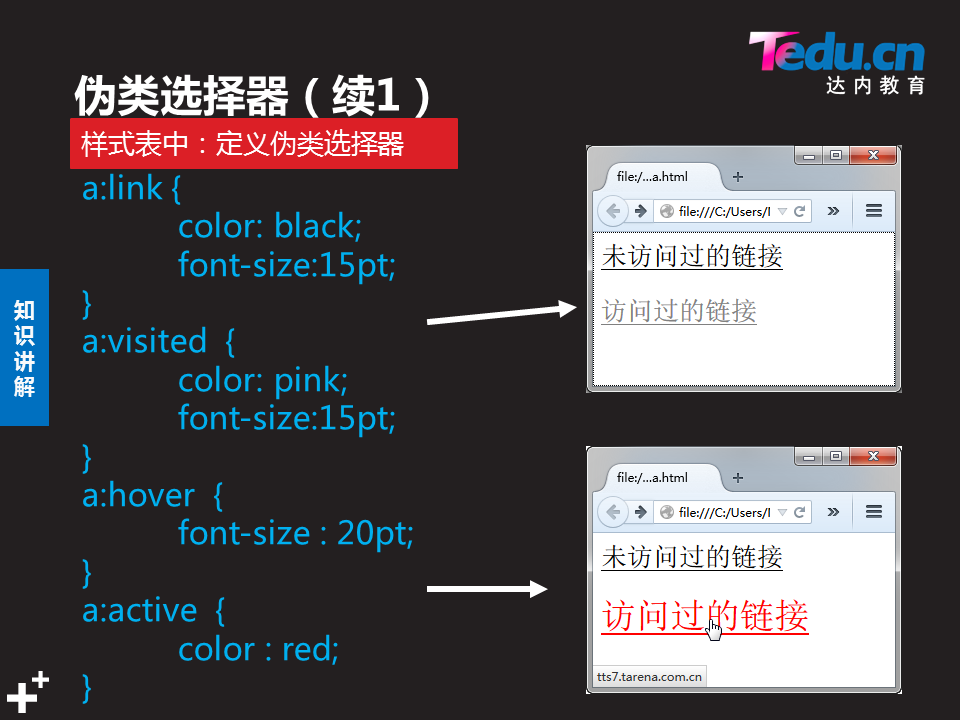 Tedu.cn
达内教育
伪类选择器（续1）
样式表中：定义伪类选择器
a:link {
color: black;
font-size:15pt;
}
a:visited {
color: pink;
font-size:15pt;
}
a:hover {
font-size : 20pt;
}
a:active {
color : red;
}
知
识
讲
解
file:/...a.html
file:///C:/Users/I
未访问过的链接
访问过的链接
file:/...a.html
file:///C:/Users/I
未访问过的链接
访问过的链接
tts7.tarena.com.cn